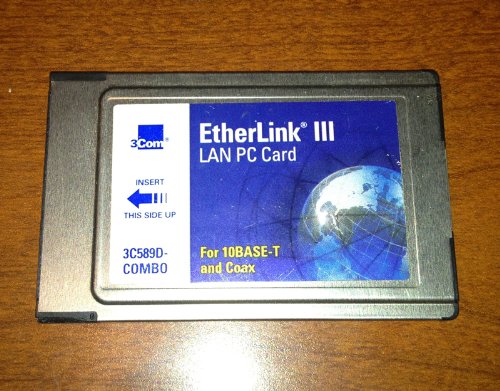 3Com®
INSERT
THIS SIDE UP
3C589D-
COMBO
EtherLink® III
LAN PC Card
For 10BASE-T
and Coax